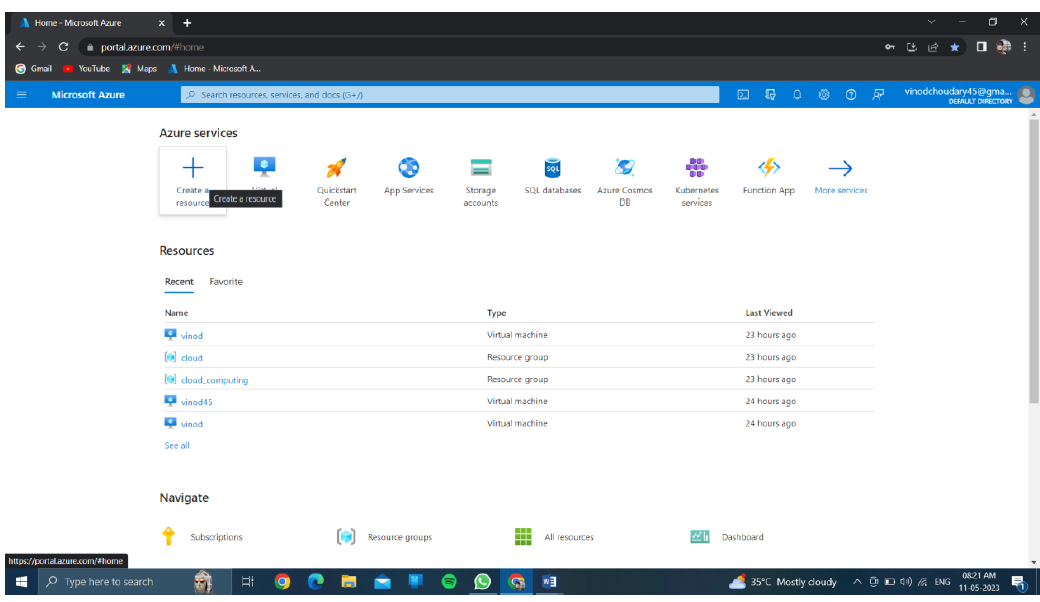 Home - Microsoft Azure
portal.azure.com/#home
Gmail YouTube Maps Home - Microsoft A...
Microsoft Azure
Search resources, services, and docs (G+/)
vinodchoudary45@gma...
DEFAULT DIRECTORY
Azure services
Create a resource
Virtual
Create a resource
Quickstart Center
App Services
Storage accounts
SQL
SQL databases
Azure Cosmos DB
Kubernetes services
Function App
More services
Resources
Recent Favorite
Name Type Last Viewed
vinod Virtual machine 23 hours ago
cloud Resource group 23 hours ago
cloud_computing Resource group 23 hours ago
vinod45 Virtual machine 24 hours ago
vinod Virtual machine 24 hours ago
See all
Navigate
Subscriptions Resource groups All resources Dashboard
https://portal.azure.com/#home
Type here to search
35°C Mostly cloudy
ENG
08:21 AM
11-05-2023